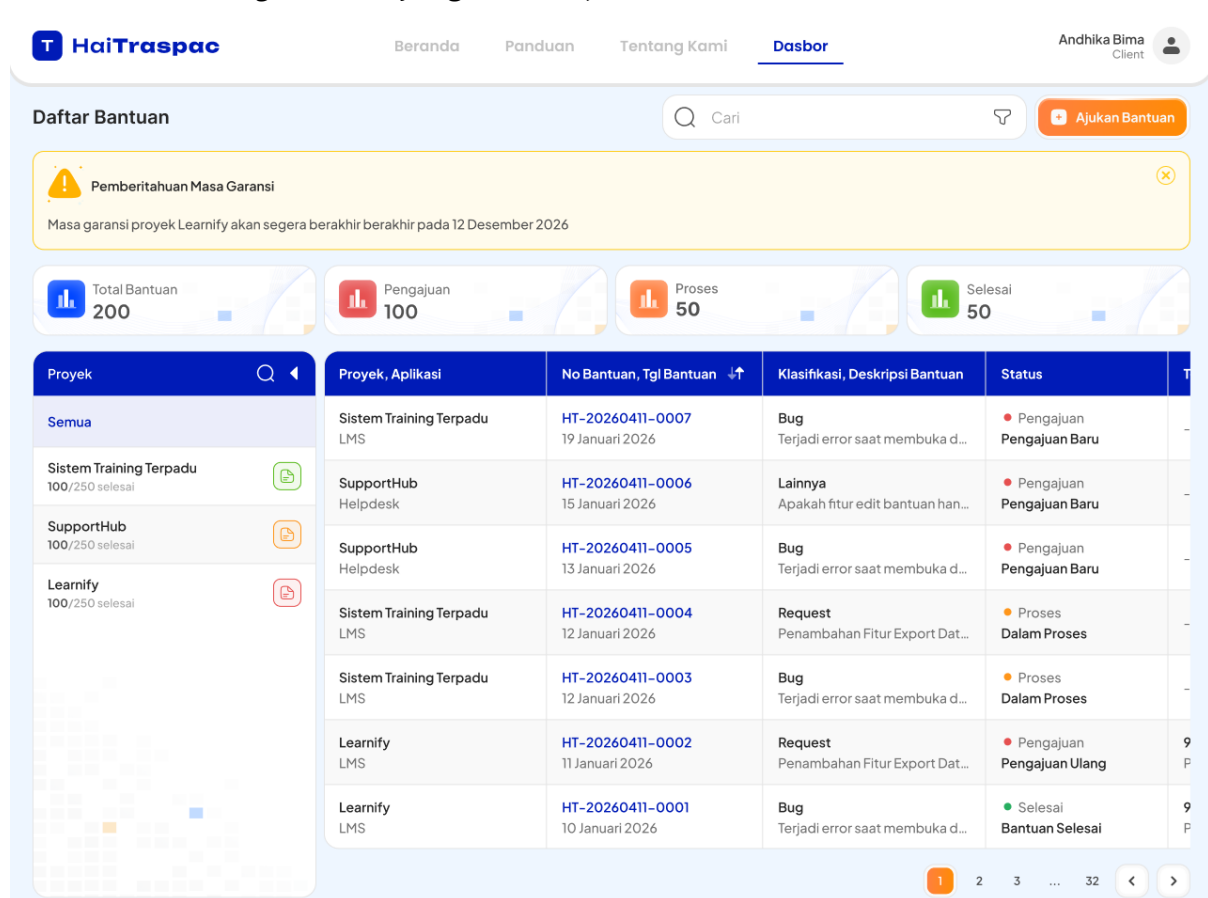 T HaiTraspac
Beranda Panduan Tentang Kami Dasbor
Andhika Bima
Client
Daftar Bantuan
Cari
Ajukan Bantuan
Pemberitahuan Masa Garansi
Masa garansi proyek Learnify akan segera berakhir berakhir pada 12 Desember 2026
Total Bantuan
200
Pengajuan
100
Proses
50
Selesai
50
Proyek
Semua
Sistem Training Terpadu
100/250 selesai
SupportHub
100/250 selesai
Learnify
100/250 selesai
Proyek, Aplikasi No Bantuan, Tgl Bantuan Klasifikasi, Deskripsi Bantuan Status T
Sistem Training Terpadu HT-20260411-0007 Bug Pengajuan
LMS 19 Januari 2026 Terjadi error saat membuka d... Pengajuan Baru -
SupportHub HT-20260411-0006 Lainnya Pengajuan
Helpdesk 15 Januari 2026 Apakah fitur edit bantuan han... Pengajuan Baru -
SupportHub HT-20260411-0005 Bug Pengajuan
Helpdesk 13 Januari 2026 Terjadi error saat membuka d... Pengajuan Baru -
Sistem Training Terpadu HT-20260411-0004 Request Proses
LMS 12 Januari 2026 Penambahan Fitur Export Dat... Dalam Proses -
Sistem Training Terpadu HT-20260411-0003 Bug Proses
LMS 12 Januari 2026 Terjadi error saat membuka d... Dalam Proses -
Learnify HT-20260411-0002 Request Pengajuan 9
LMS 11 Januari 2026 Penambahan Fitur Export Dat... Pengajuan Ulang P
Learnify HT-20260411-0001 Bug Selesai 9
LMS 10 Januari 2026 Terjadi error saat membuka d... Bantuan Selesai P
1 2 3 ... 32 < >